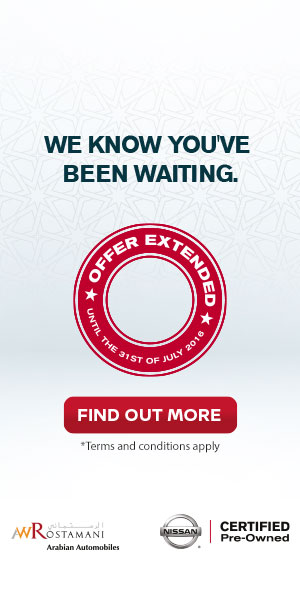 WE KNOW YOU'VE
BEEN WAITING.
OFFER EXTENDED
UNTIL THE 31ST OF JULY 2016
FIND OUT MORE
*Terms and conditions apply
الرستماني
AWROSTAMANI
Arabian Automobiles
NISSAN
CERTIFIED
Pre-Owned